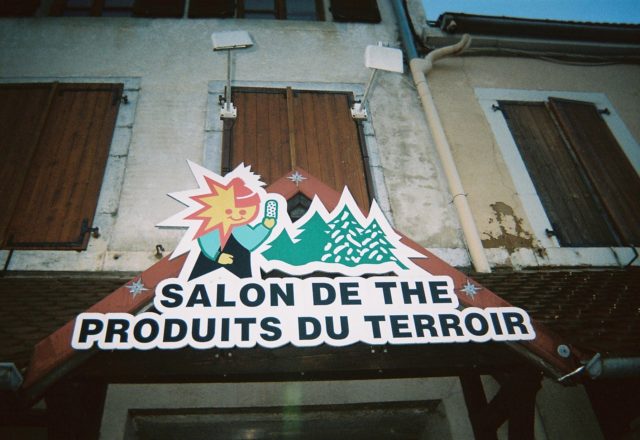 SALON DE THE
PRODUITS DU TERROIR